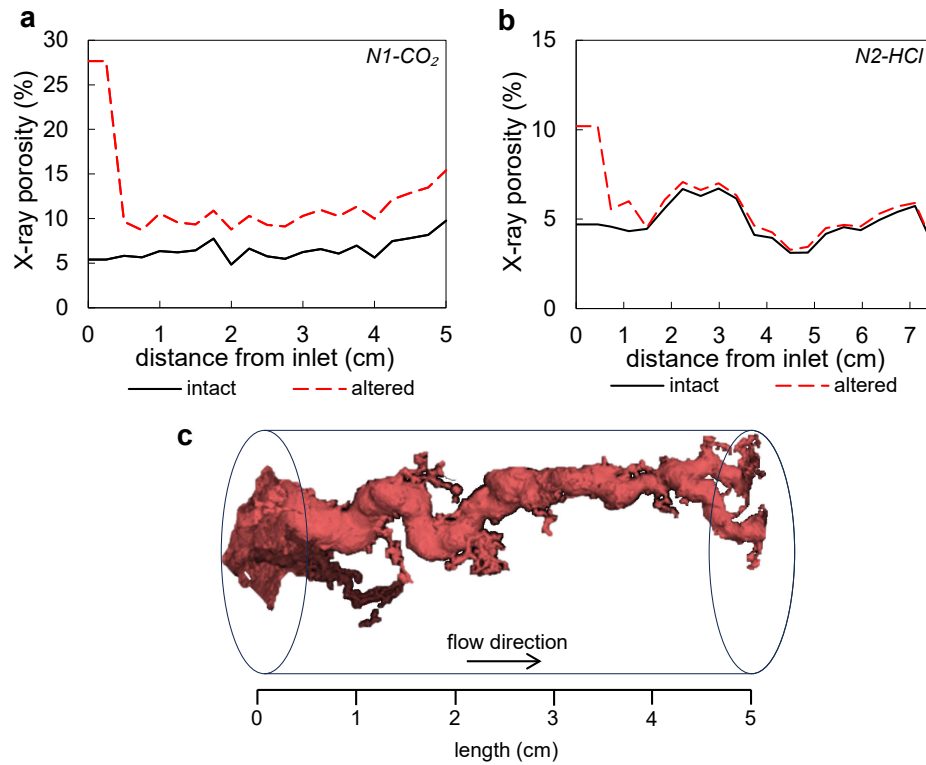 a
N1-CO₂
X-ray porosity (%)
30
25
20
15
10
5
0
0 1 2 3 4 5
distance from inlet (cm)
intact altered
b
N2-HCl
X-ray porosity (%)
15
10
5
0
0 1 2 3 4 5 6 7
distance from inlet (cm)
intact altered
c
flow direction
0 1 2 3 4 5
length (cm)